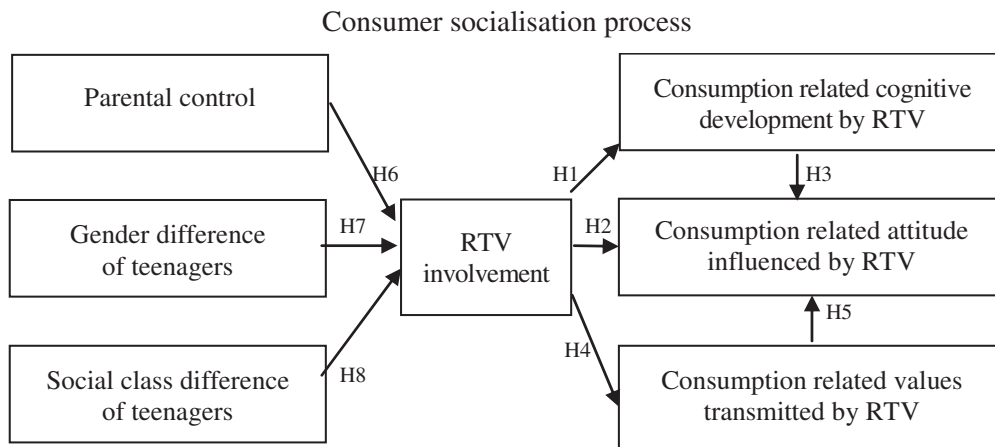 Consumer socialisation process
Parental control
Consumption related cognitive
development by RTV
H6
H1
H3
Gender difference
of teenagers
H7
RTV
involvement
H2
Consumption related attitude
influenced by RTV
H5
H4
Social class difference
of teenagers
H8
Consumption related values
transmitted by RTV